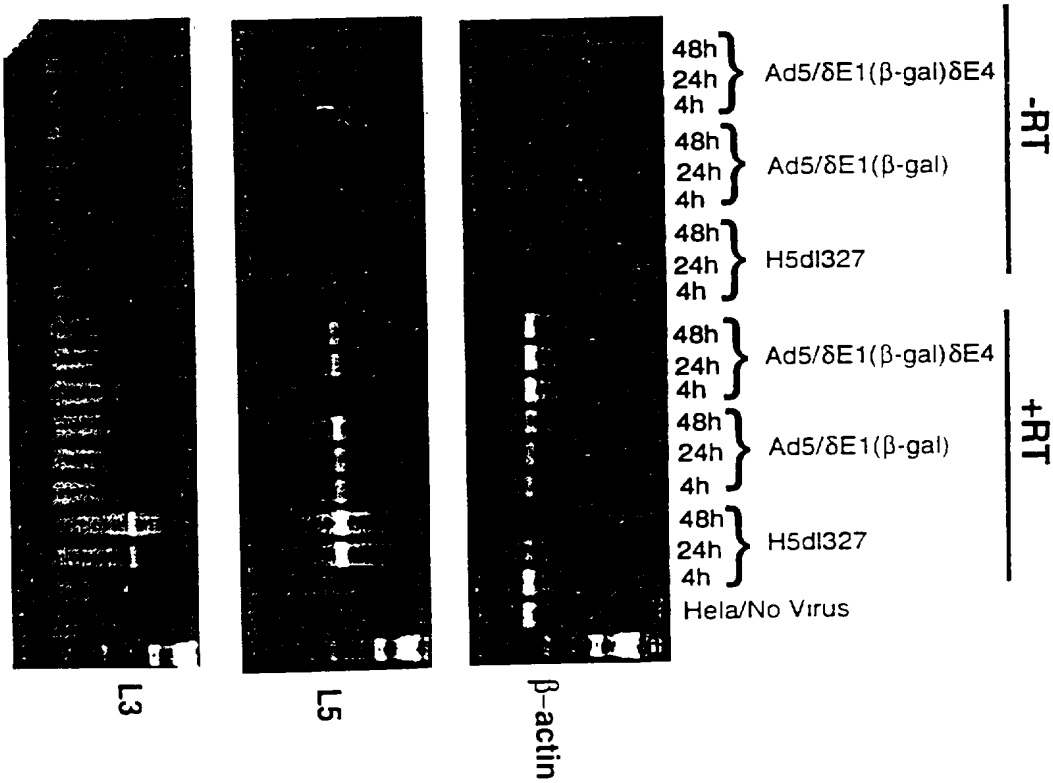 48h
24h
4h
Ad5/δE1(β-gal)δE4
48h
24h
4h
Ad5/δE1(β-gal)
48h
24h
4h
H5dl327
-RT
48h
24h
4h
Ad5/δE1(β-gal)δE4
48h
24h
4h
Ad5/δE1(β-gal)
48h
24h
4h
H5dl327
+RT
Hela/No Virus
L3
L5
β-actin